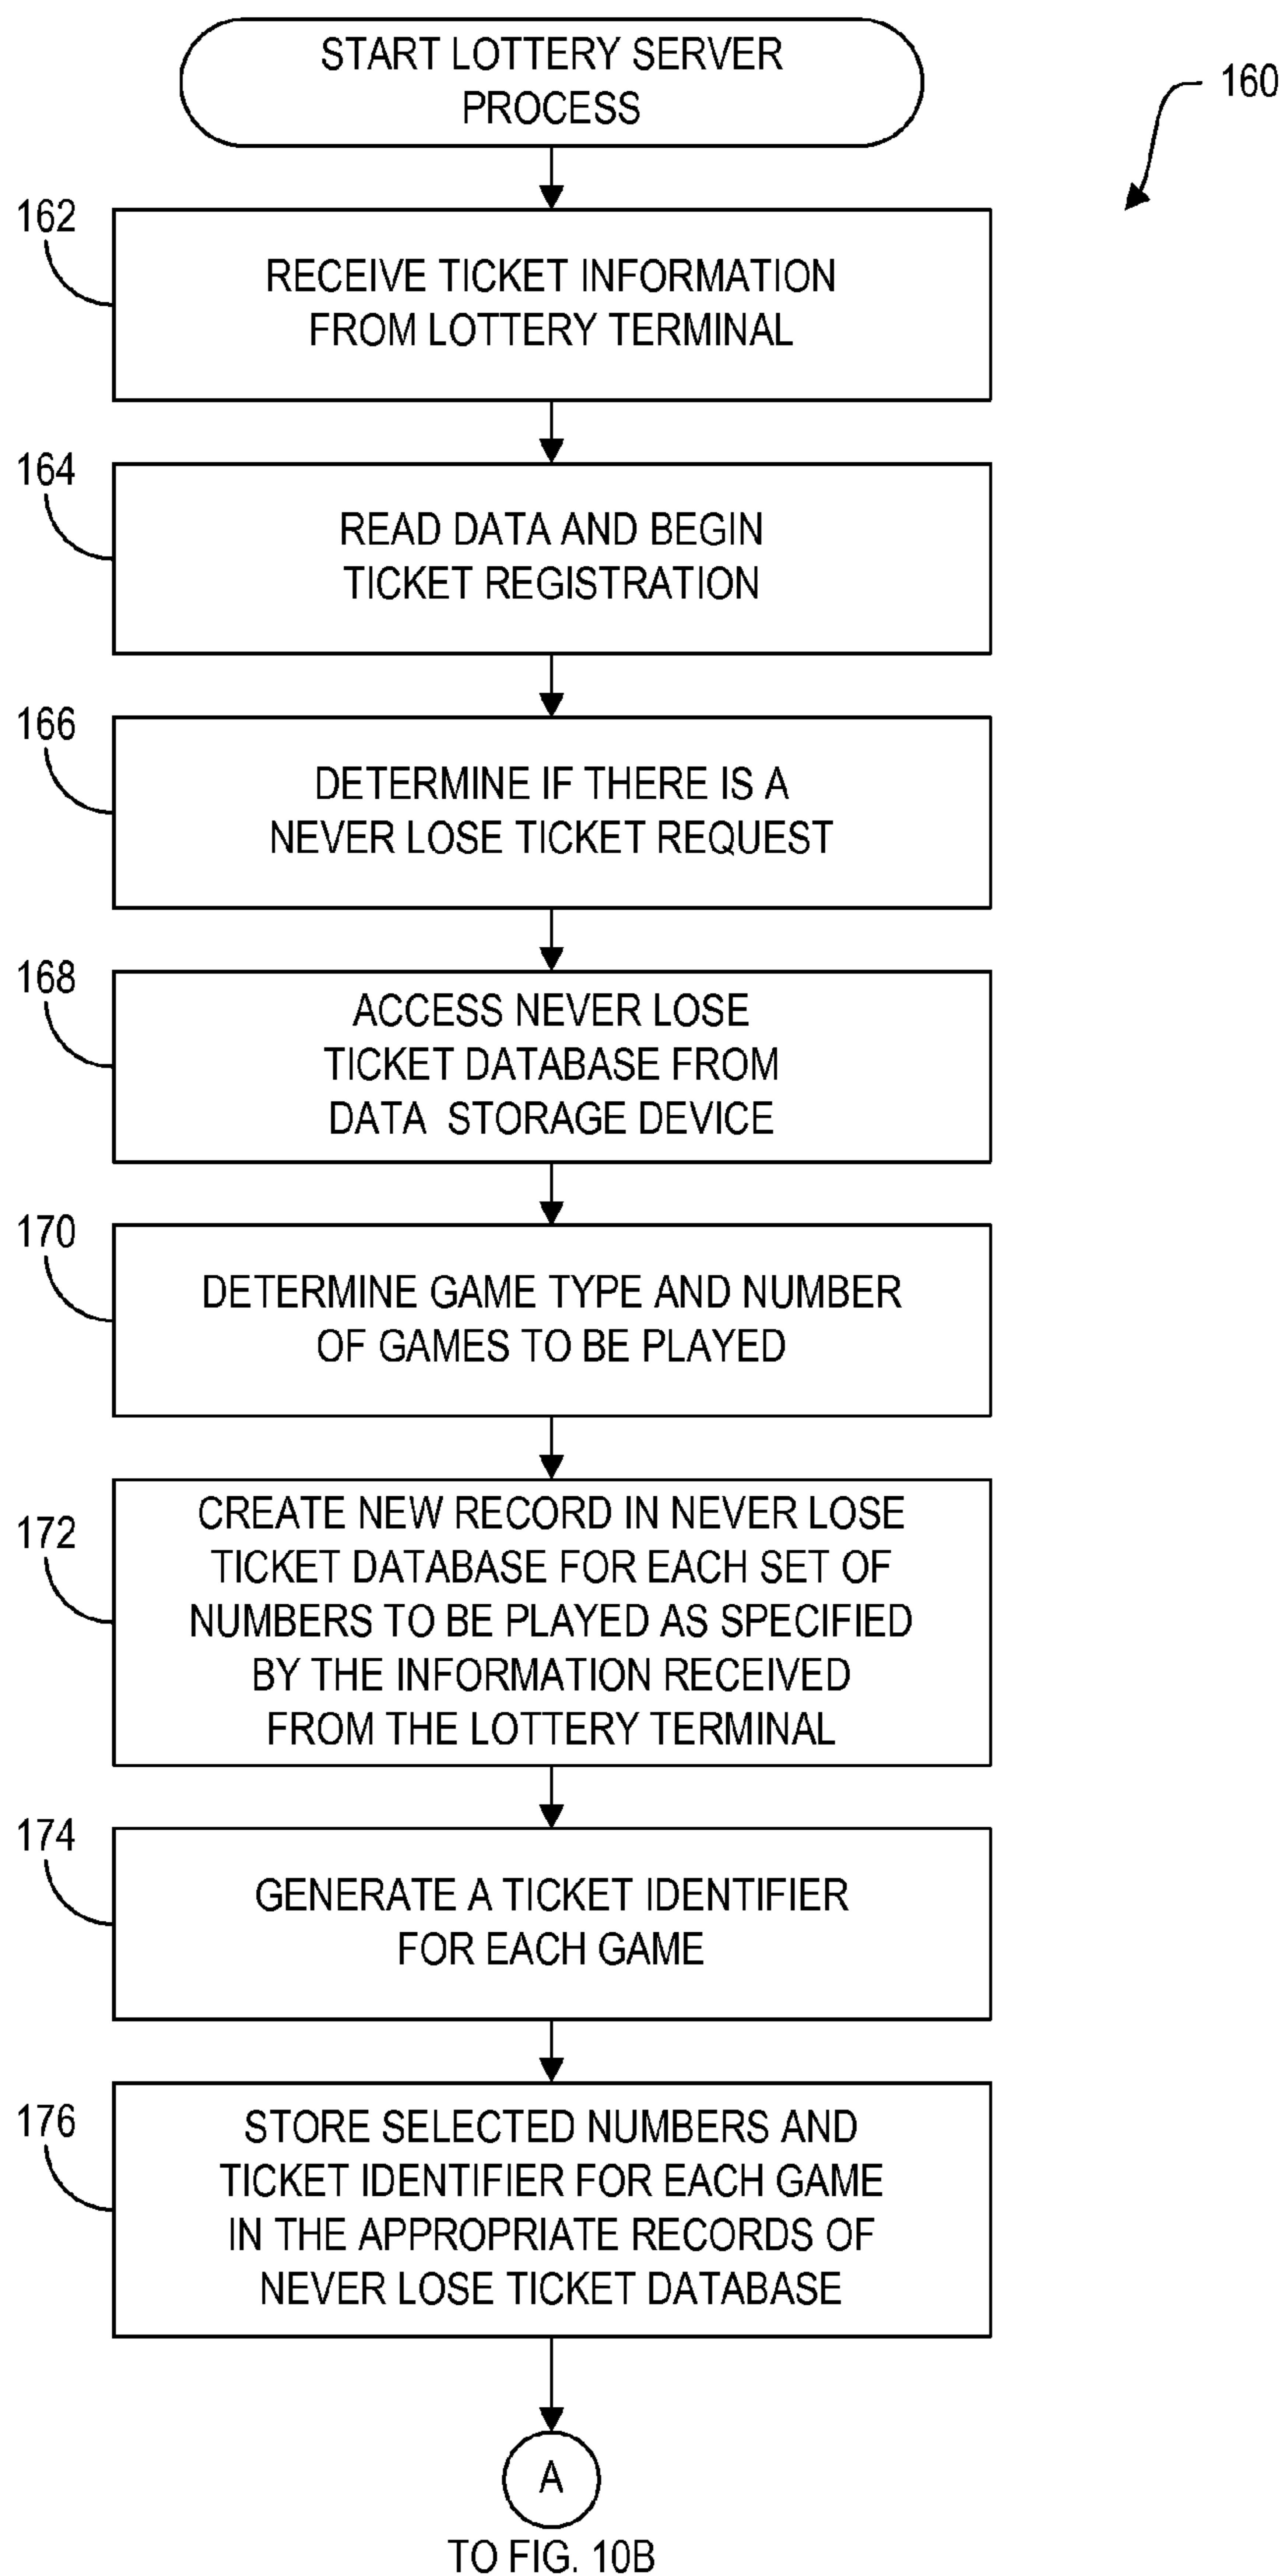 START LOTTERY SERVER
PROCESS
160
162
RECEIVE TICKET INFORMATION
FROM LOTTERY TERMINAL
164
READ DATA AND BEGIN
TICKET REGISTRATION
166
DETERMINE IF THERE IS A
NEVER LOSE TICKET REQUEST
168
ACCESS NEVER LOSE
TICKET DATABASE FROM
DATA STORAGE DEVICE
170
DETERMINE GAME TYPE AND NUMBER
OF GAMES TO BE PLAYED
172
CREATE NEW RECORD IN NEVER LOSE
TICKET DATABASE FOR EACH SET OF
NUMBERS TO BE PLAYED AS SPECIFIED
BY THE INFORMATION RECEIVED
FROM THE LOTTERY TERMINAL
174
GENERATE A TICKET IDENTIFIER
FOR EACH GAME
176
STORE SELECTED NUMBERS AND
TICKET IDENTIFIER FOR EACH GAME
IN THE APPROPRIATE RECORDS OF
NEVER LOSE TICKET DATABASE
A
TO FIG. 10B